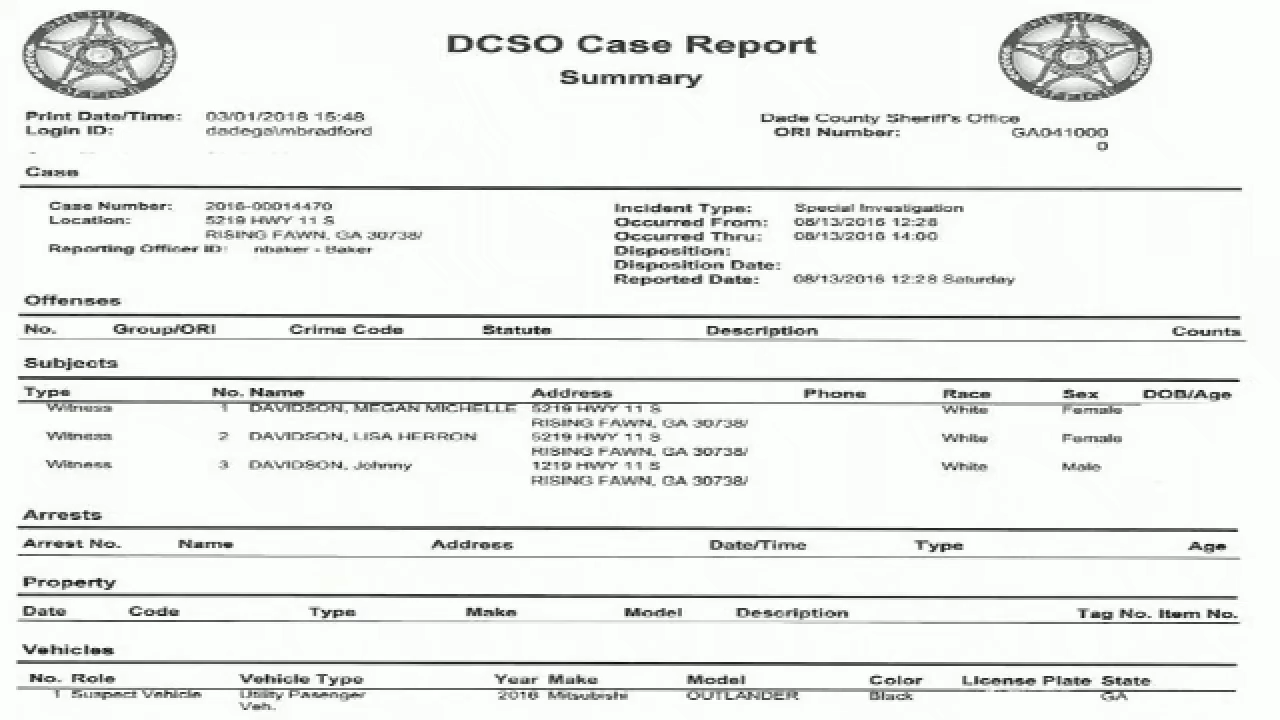 DCSO Case Report
Summary
Print Date/Time: 03/01/2018 15:48
Login ID: dadega\mbradford
Dade County Sheriff's Office
ORI Number: GA041000
0
Case
Case Number: 2016-00014470
Location: 5219 HWY 11 S
RISING FAWN, GA 30738/
Reporting Officer ID: nbaker - Baker
Incident Type: Special Investigation
Occurred From: 08/13/2016 12:28
Occurred Thru: 08/13/2016 14:00
Disposition:
Disposition Date:
Reported Date: 08/13/2016 12:28 Saturday
Offenses
No. Group/ORI Crime Code Statute Description Counts
Subjects
Type No. Name Address Phone Race Sex DOB/Age
Witness 1 DAVIDSON, MEGAN MICHELLE 5219 HWY 11 S White Female
RISING FAWN, GA 30738/
Witness 2 DAVIDSON, LISA HERRON 5219 HWY 11 S White Female
RISING FAWN, GA 30738/
Witness 3 DAVIDSON, Johnny 1219 HWY 11 S White Male
RISING FAWN, GA 30738/
Arrests
Arrest No. Name Address Date/Time Type Age
Property
Date Code Type Make Model Description Tag No. Item No.
Vehicles
No. Role Vehicle Type Year Make Model Color License Plate State
1 Suspect Vehicle Utility Pasenger 2016 Mitsubishi OUTLANDER Black GA
Veh.